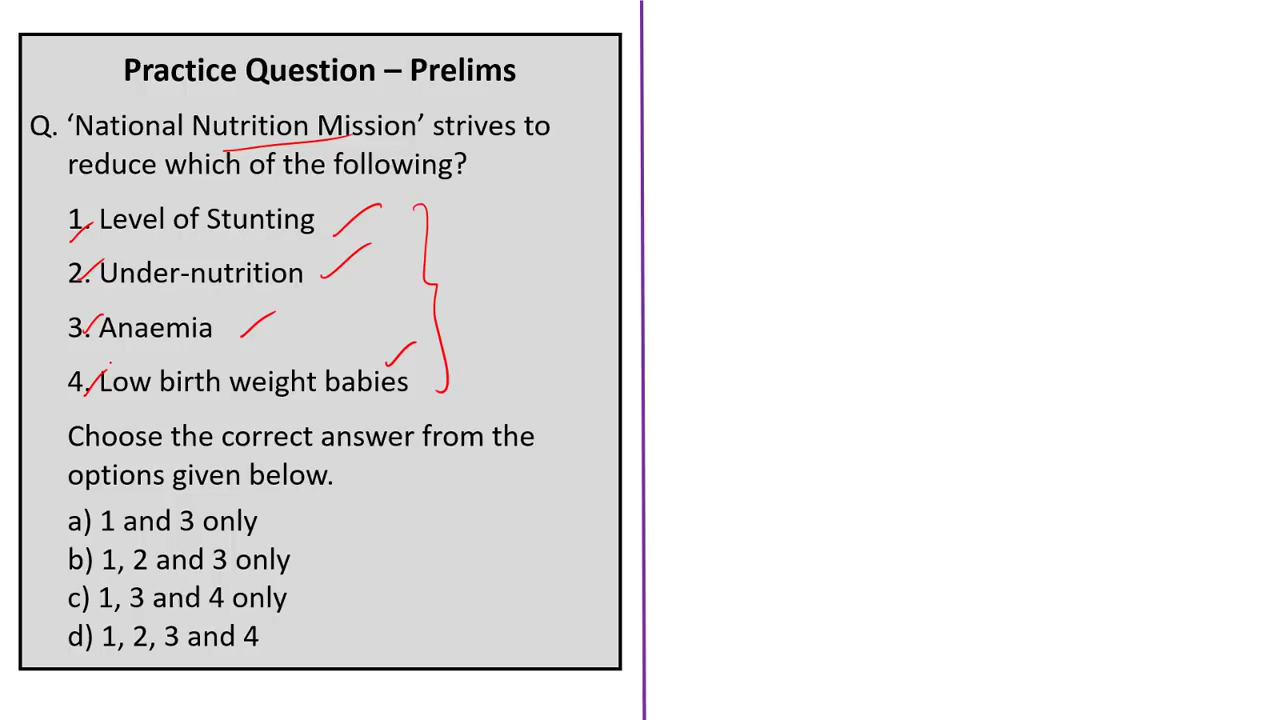 Practice Question – Prelims
Q. ‘National Nutrition Mission’ strives to
reduce which of the following?
1. Level of Stunting
2. Under-nutrition
3. Anaemia
4. Low birth weight babies
Choose the correct answer from the
options given below.
a) 1 and 3 only
b) 1, 2 and 3 only
c) 1, 3 and 4 only
d) 1, 2, 3 and 4